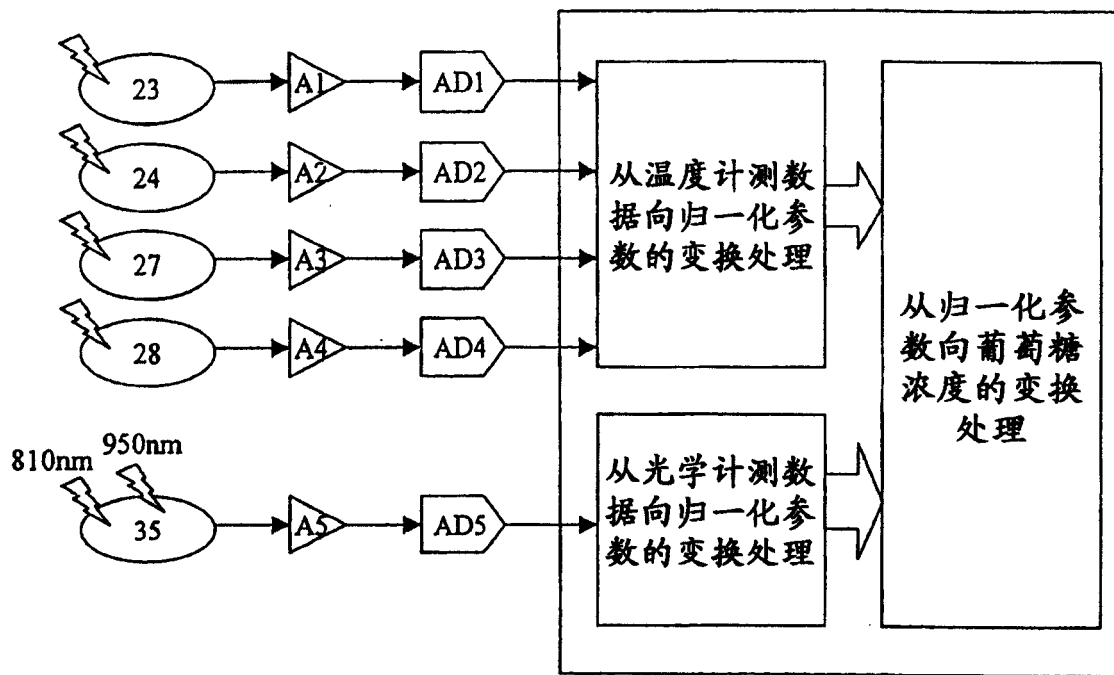 23
A1
AD1
24
A2
AD2
27
A3
AD3
28
A4
AD4
从温度计测数
据向归一化参
数的变换处理
810nm
950nm
35
A5
AD5
从光学计测数
据向归一化参
数的变换处理
从归一化参
数向葡萄糖
浓度的变换
处理